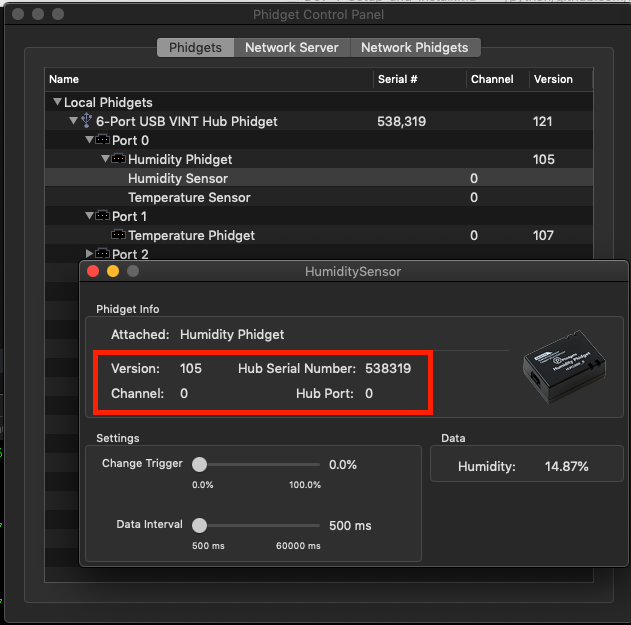 Phidget Control Panel
Phidgets Network Server Network Phidgets
Name Serial # Channel Version
Local Phidgets
6-Port USB VINT Hub Phidget 538,319 121
Port 0
Humidity Phidget 105
Humidity Sensor 0
Temperature Sensor 0
Port 1
Temperature Phidget 0 107
Port 2
HumiditySensor
Phidget Info
Attached: Humidity Phidget
Version: 105 Hub Serial Number: 538319
Channel: 0 Hub Port: 0
Humidity Phidget
Settings
Change Trigger 0.0%
0.0% 100.0%
Data Interval 500 ms
500 ms 60000 ms
Data
Humidity: 14.87%